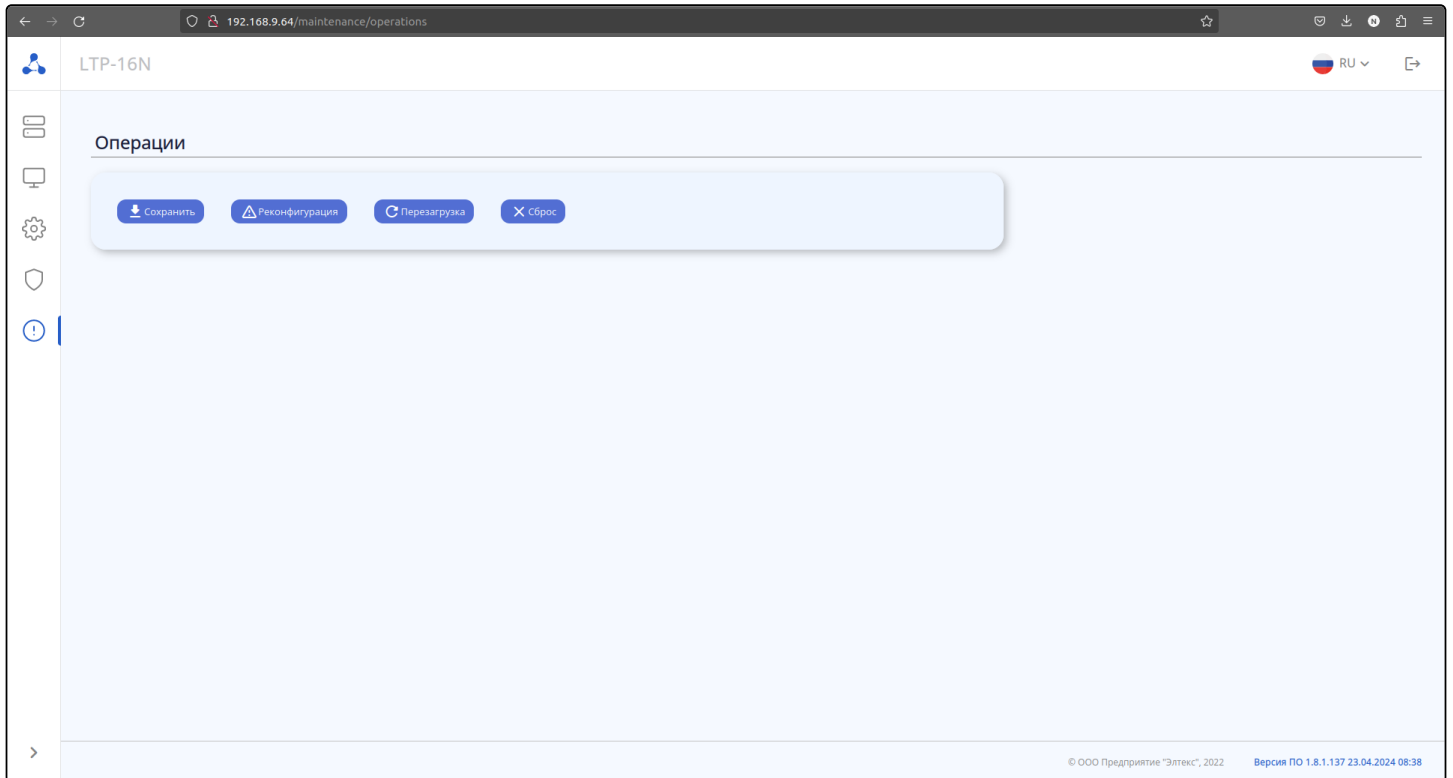 192.168.9.64/maintenance/operations
N
LTP-16N
RU
Операции
Сохранить
Реконфигурация
Перезагрузка
Сброс
© ООО Предприятие "Элтекс", 2022
Версия ПО 1.8.1.137 23.04.2024 08:38